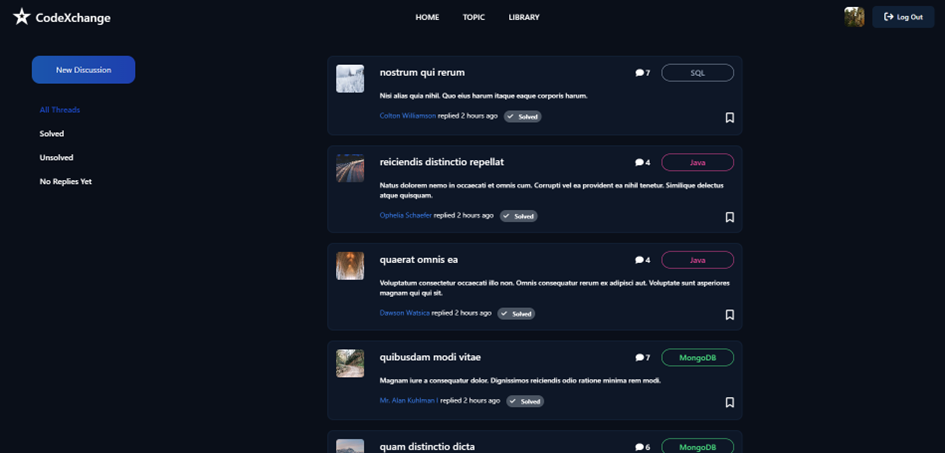 CodeXchange
HOME TOPIC LIBRARY
Log Out
New Discussion
All Threads
Solved
Unsolved
No Replies Yet
nostrum qui rerum 7 SQL
Nisi alias quia nihil. Quo eius harum itaque eaque corporis harum.
Colton Williamson replied 2 hours ago Solved
reiciendis distinctio repellat 4 Java
Natus dolorem nemo in occaecati et omnis cum. Corrupti vel ea provident ea nihil tenetur. Similique delectus
atque quisquam.
Ophelia Schaefer replied 2 hours ago Solved
quaerat omnis ea 4 Java
Voluptatum consectetur occaecati illo non. Omnis consequatur rerum ex adipisci aut. Voluptate sunt asperiores
magnam qui qui sit.
Dawson Watsica replied 2 hours ago Solved
quibusdam modi vitae 7 MongoDB
Magnam iure a consequatur dolor. Dignissimos reiciendis odio ratione minima rem modi.
Mr. Alan Kuhlman I replied 2 hours ago Solved
quam distinctio dicta 6 MongoDB